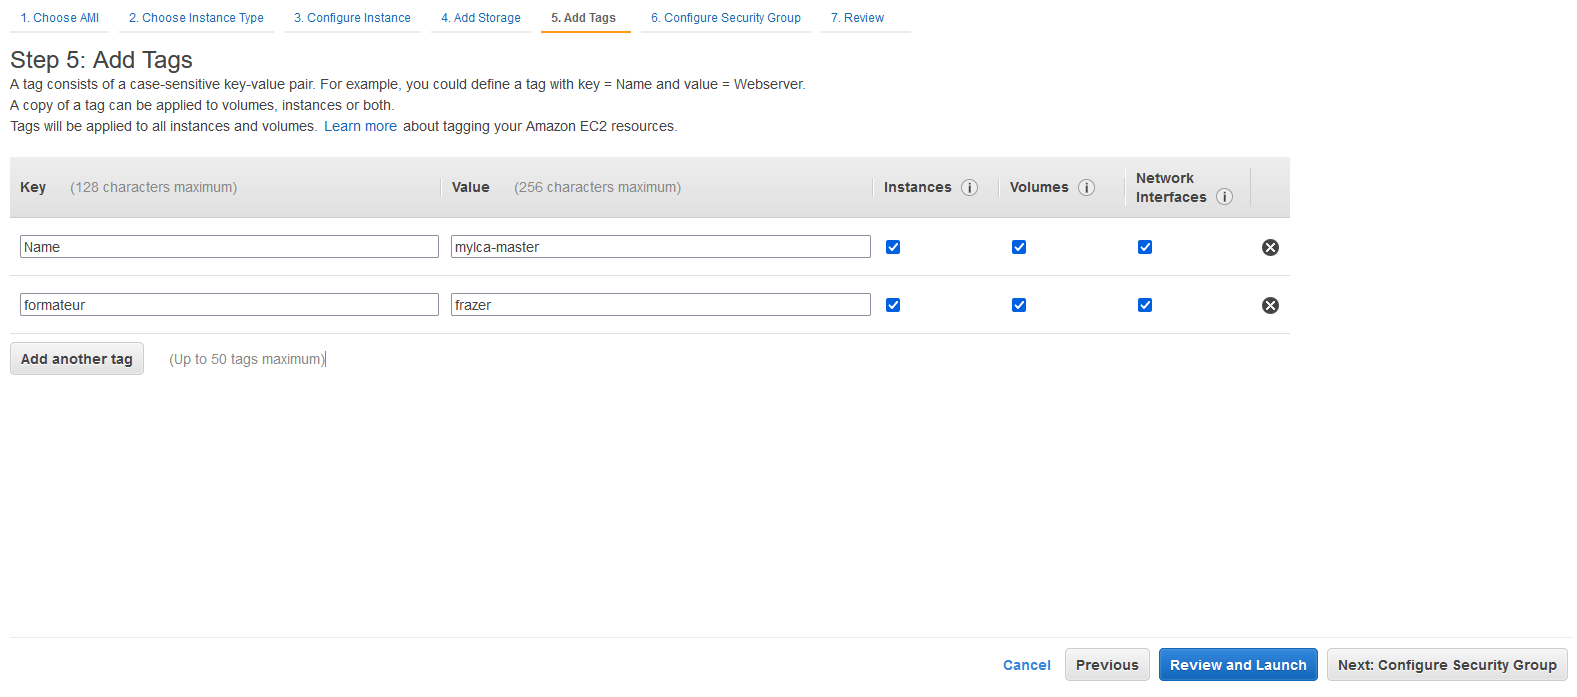 1. Choose AMI 2. Choose Instance Type 3. Configure Instance 4. Add Storage 5. Add Tags 6. Configure Security Group 7. Review
Step 5: Add Tags
A tag consists of a case-sensitive key-value pair. For example, you could define a tag with key = Name and value = Webserver.
A copy of a tag can be applied to volumes, instances or both.
Tags will be applied to all instances and volumes. Learn more about tagging your Amazon EC2 resources.
Key (128 characters maximum) Value (256 characters maximum) Instances i Volumes i Network Interfaces i
Name mylca-master
formateur frazer
Add another tag (Up to 50 tags maximum)
Cancel Previous Review and Launch Next: Configure Security Group